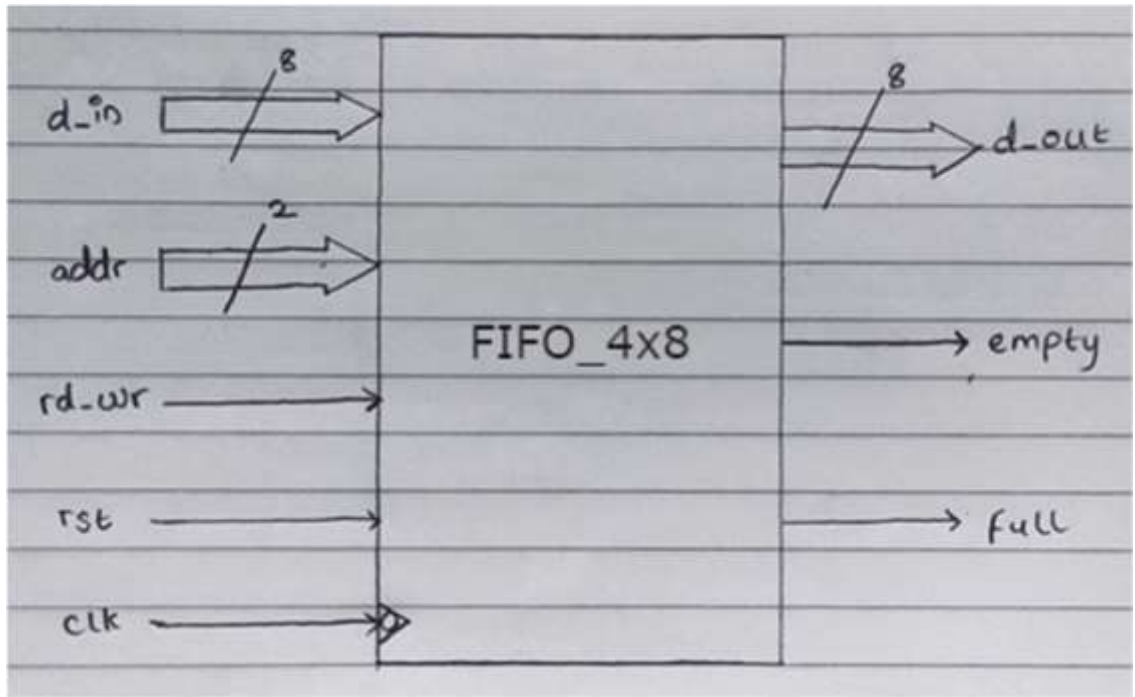 8
d_in
8
d_out
2
addr
FIFO_4x8
empty
rd_wr
rst
full
clk